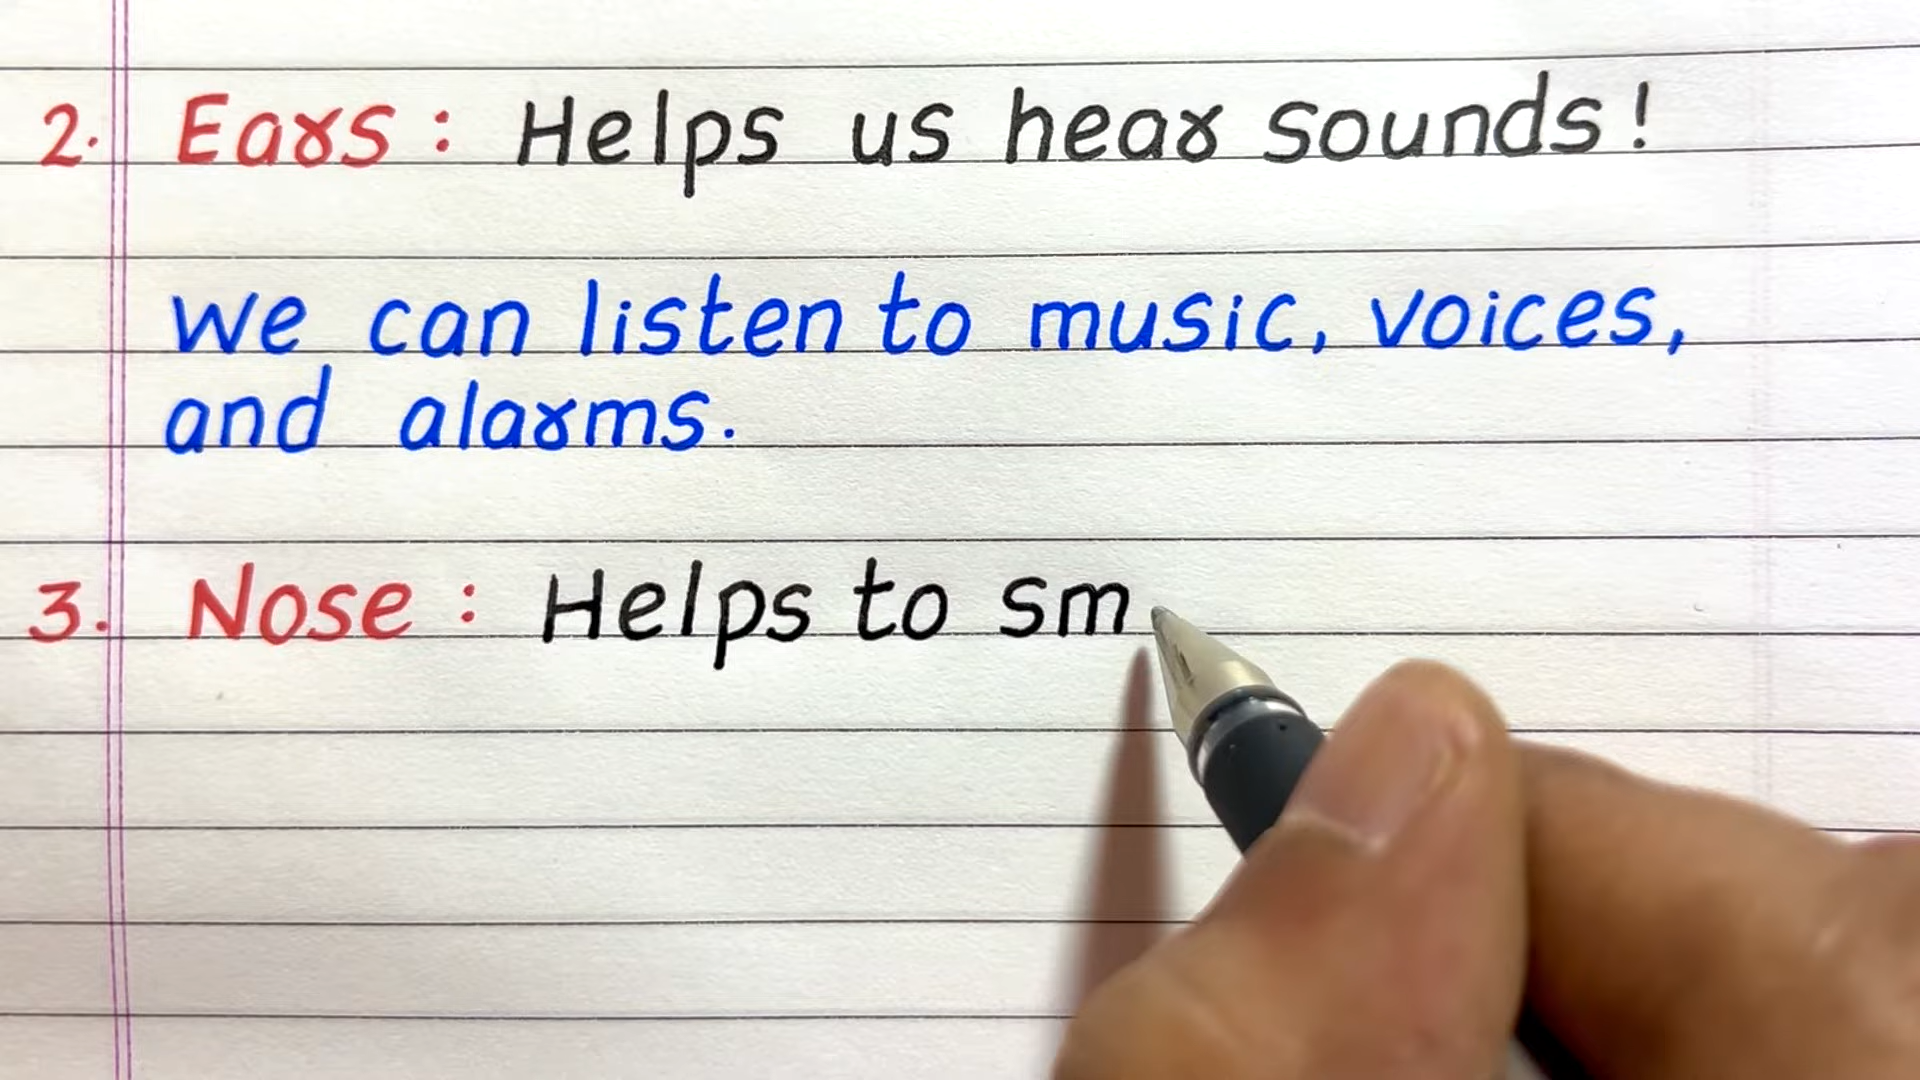 2. Ears : Helps us hear sounds!
we can listen to music, voices,
and alarms.
3. Nose : Helps to sm